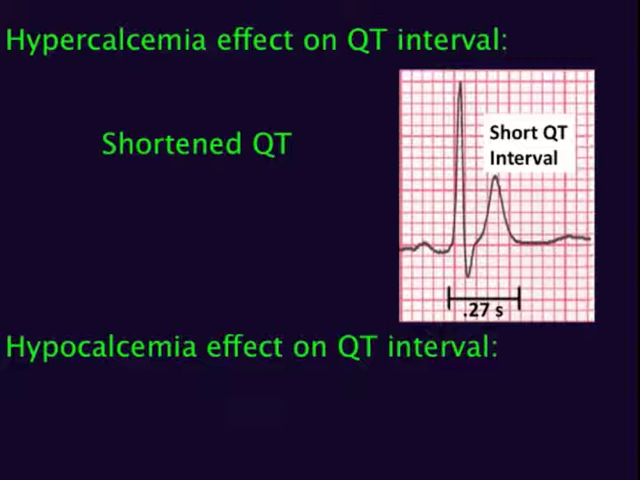 Hypercalcemia effect on QT interval:
Shortened QT
Short QT
Interval
.27 s
Hypocalcemia effect on QT interval: